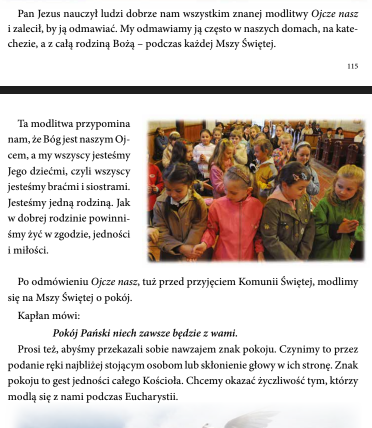 Pan Jezus nauczył ludzi dobrze nam wszystkim znanej modlitwy Ojcze nasz
i zalecił, by ją odmawiać. My odmawiamy ją często w naszych domach, na kate-
chezie, a z całą rodziną Bożą – podczas każdej Mszy Świętej.
115
Ta modlitwa przypomina
nam, że Bóg jest naszym Oj-
cem, a my wszyscy jesteśmy
Jego dziećmi, czyli wszyscy
jesteśmy braćmi i siostrami.
Jesteśmy jedną rodziną. Jak
w dobrej rodzinie powinni-
śmy żyć w zgodzie, jedności
i miłości.
Po odmówieniu Ojcze nasz, tuż przed przyjęciem Komunii Świętej, modlimy
się na Mszy Świętej o pokój.
Kapłan mówi:
Pokój Pański niech zawsze będzie z wami.
Prosi też, abyśmy przekazali sobie nawzajem znak pokoju. Czynimy to przez
podanie ręki najbliżej stojącym osobom lub skłonienie głowy w ich stronę. Znak
pokoju to gest jedności całego Kościoła. Chcemy okazać życzliwość tym, którzy
modlą się z nami podczas Eucharystii.